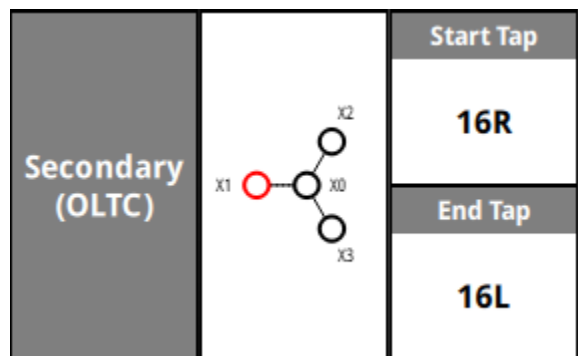 Secondary
(OLTC)
X2
X1
X0
X3
Start Tap
16R
End Tap
16L